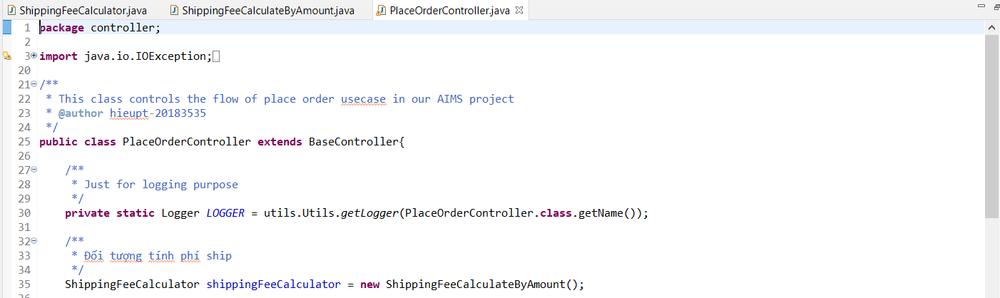 ShippingFeeCalculator.java ShippingFeeCalculateByAmount.java PlaceOrderController.java
1 package controller;
2
3 import java.io.IOException;
20
21 /**
22 * This class controls the flow of place order usecase in our AIMS project
23 * @author hieupt-20183535
24 */
25 public class PlaceOrderController extends BaseController{
26
27 /**
28 * Just for logging purpose
29 */
30 private static Logger LOGGER = utils.Utils.getLogger(PlaceOrderController.class.getName());
31
32 /**
33 * Đối tượng tính phí ship
34 */
35 ShippingFeeCalculator shippingFeeCalculator = new ShippingFeeCalculateByAmount();